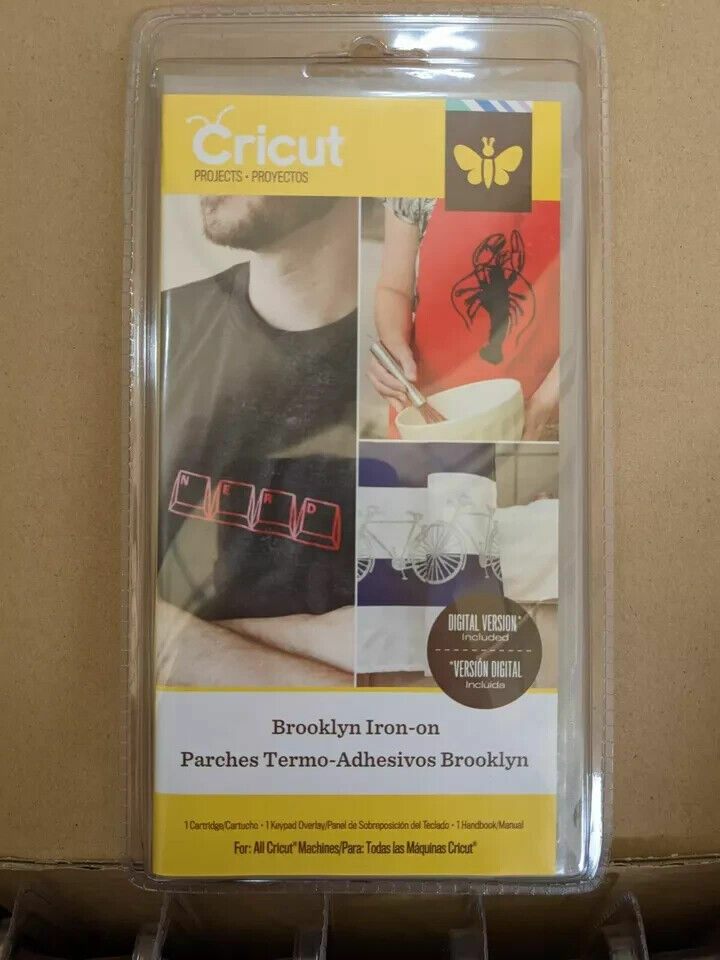 Cricut
PROJECTS • PROYECTOS
N E R D
DIGITAL VERSION*
Included
*VERSIÓN DIGITAL
Incluida
Brooklyn Iron-on
Parches Termo-Adhesivos Brooklyn
1 Cartridge/Cartucho • 1 Keypad Overlay/Panel de Sobreposición del Teclado • 1 Handbook/Manual
For: All Cricut® Machines/Para: Todas las Máquinas Cricut®